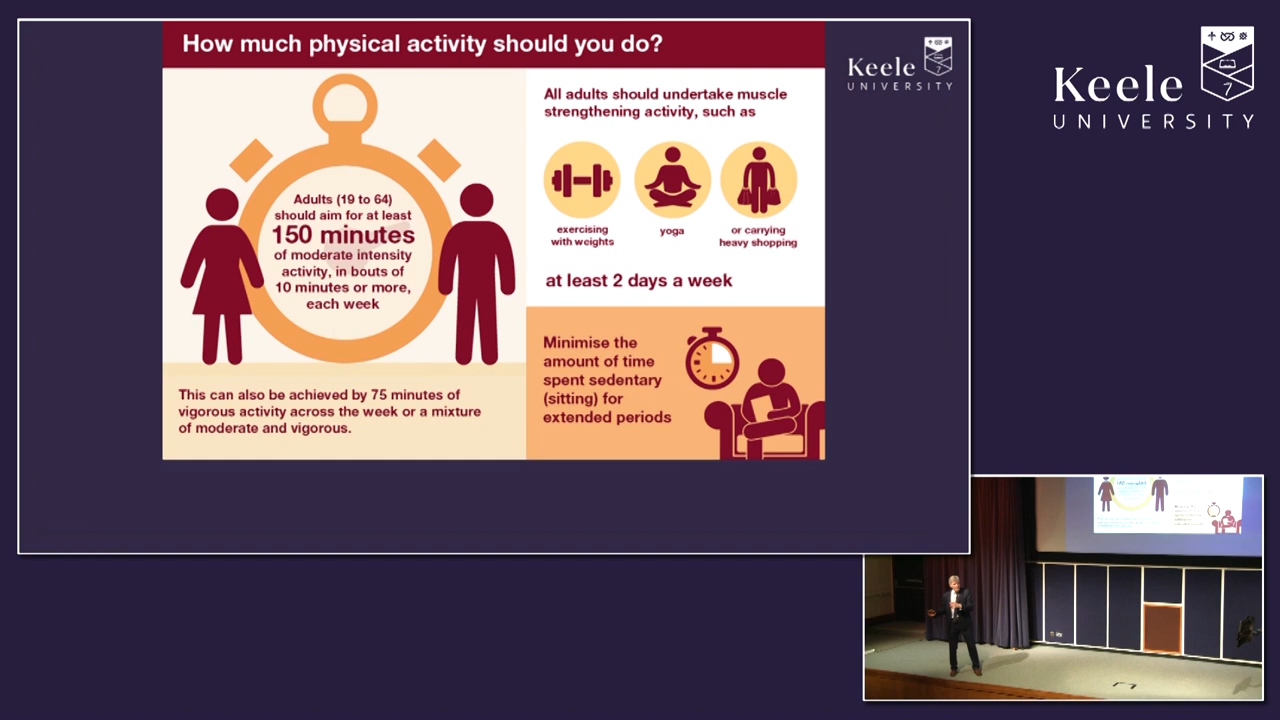 How much physical activity should you do?
Adults (19 to 64)
should aim for at least
150 minutes
of moderate intensity
activity, in bouts of
10 minutes or more,
each week
This can also be achieved by 75 minutes of
vigorous activity across the week or a mixture
of moderate and vigorous.
All adults should undertake muscle
strengthening activity, such as
exercising
with weights
yoga
or carrying
heavy shopping
at least 2 days a week
Minimise the
amount of time
spent sedentary
(sitting) for
extended periods
Keele
UNIVERSITY
7
Keele
UNIVERSITY
7